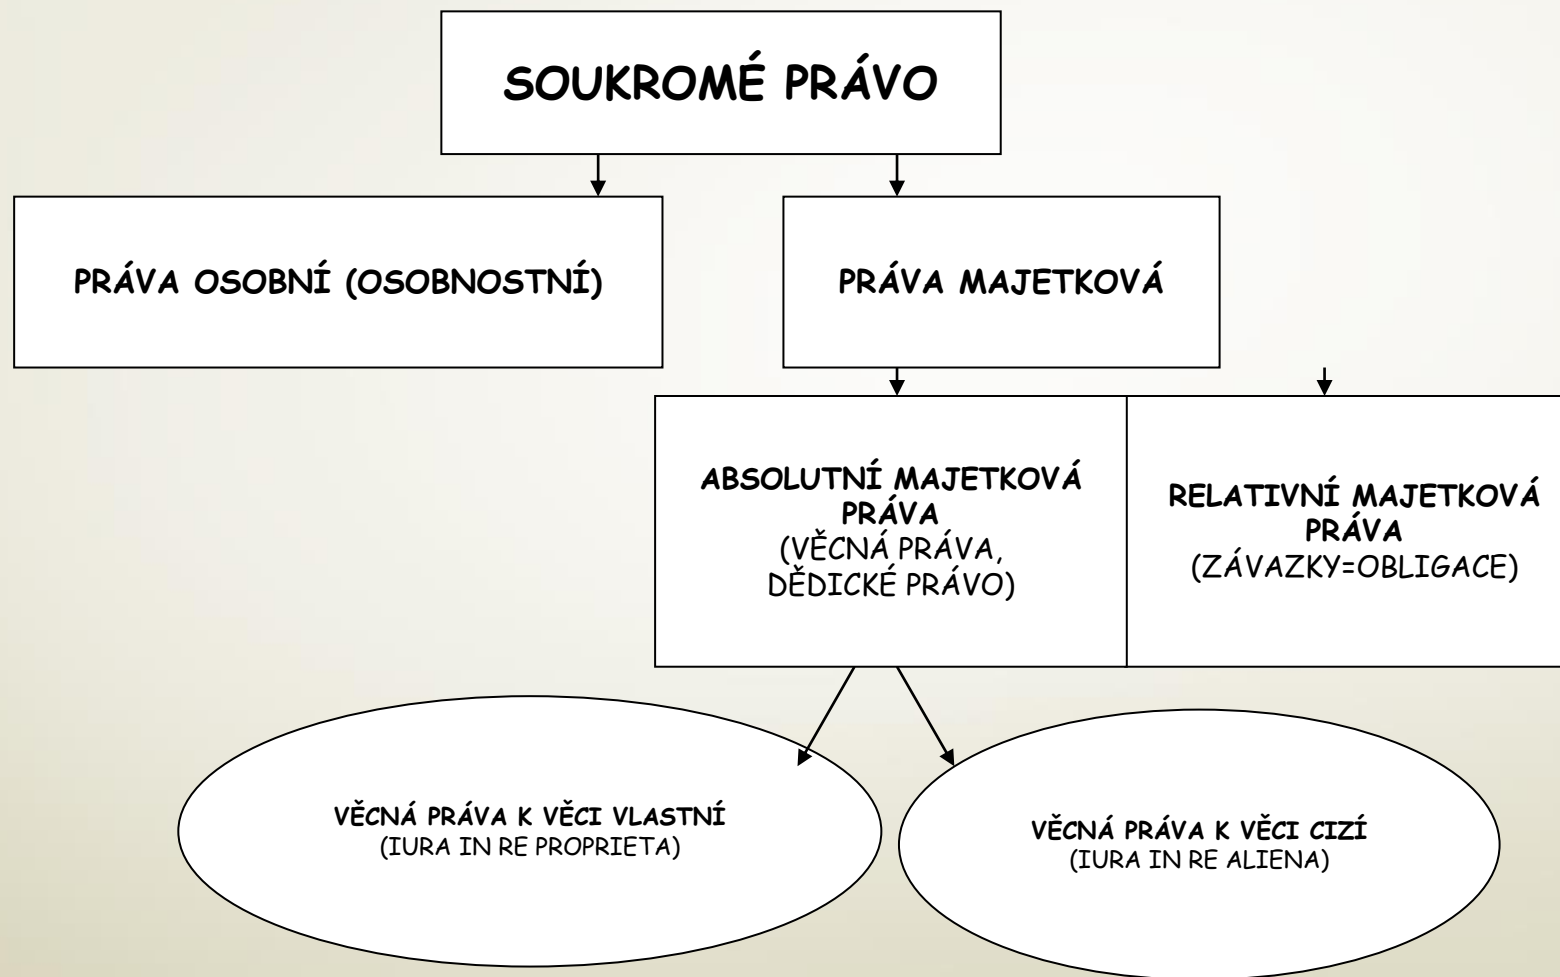 SOUKROMÉ PRÁVO
PRÁVA OSOBNÍ (OSOBNOSTNÍ)
PRÁVA MAJETKOVÁ
ABSOLUTNÍ MAJETKOVÁ
PRÁVA
(VĚCNÁ PRÁVA,
DĚDICKÉ PRÁVO)
RELATIVNÍ MAJETKOVÁ
PRÁVA
(ZÁVAZKY=OBLIGACE)
VĚCNÁ PRÁVA K VĚCI VLASTNÍ
(IURA IN RE PROPRIETA)
VĚCNÁ PRÁVA K VĚCI CIZÍ
(IURA IN RE ALIENA)